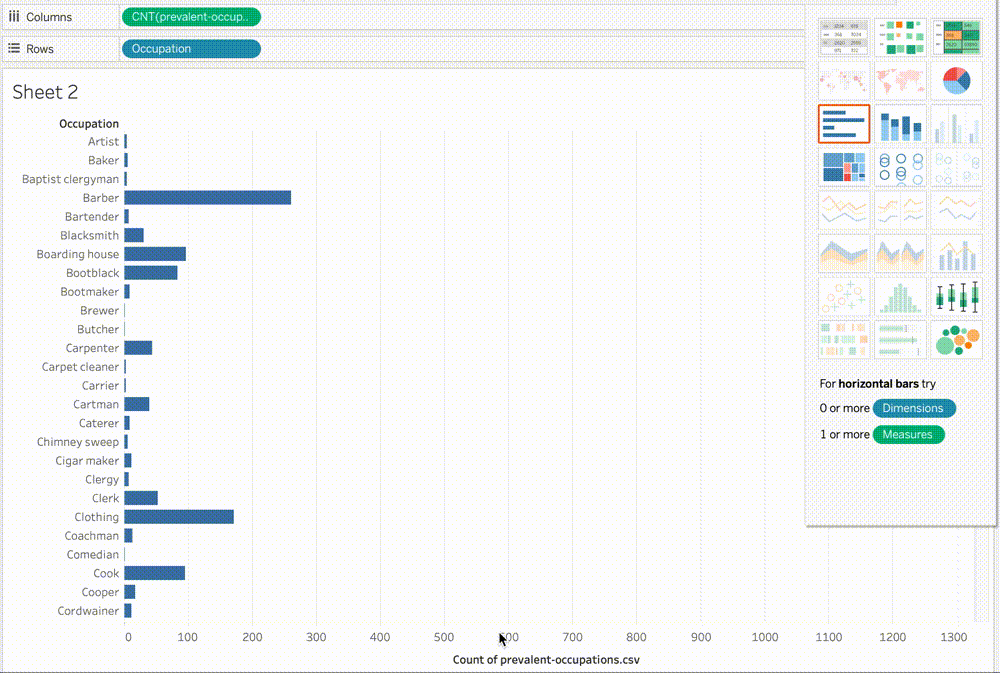 Columns
CNT(prevalent-occup..
Rows
Occupation
Sheet 2
Occupation
Artist
Baker
Baptist clergyman
Barber
Bartender
Blacksmith
Boarding house
Bootblack
Bootmaker
Brewer
Butcher
Carpenter
Carpet cleaner
Carrier
Cartman
Caterer
Chimney sweep
Cigar maker
Clergy
Clerk
Clothing
Coachman
Comedian
Cook
Cooper
Cordwainer
0 100 200 300 400 500 600 700 800 900 1000 1100 1200 1300
Count of prevalent-occupations.csv
For horizontal bars try
0 or more Dimensions
1 or more Measures